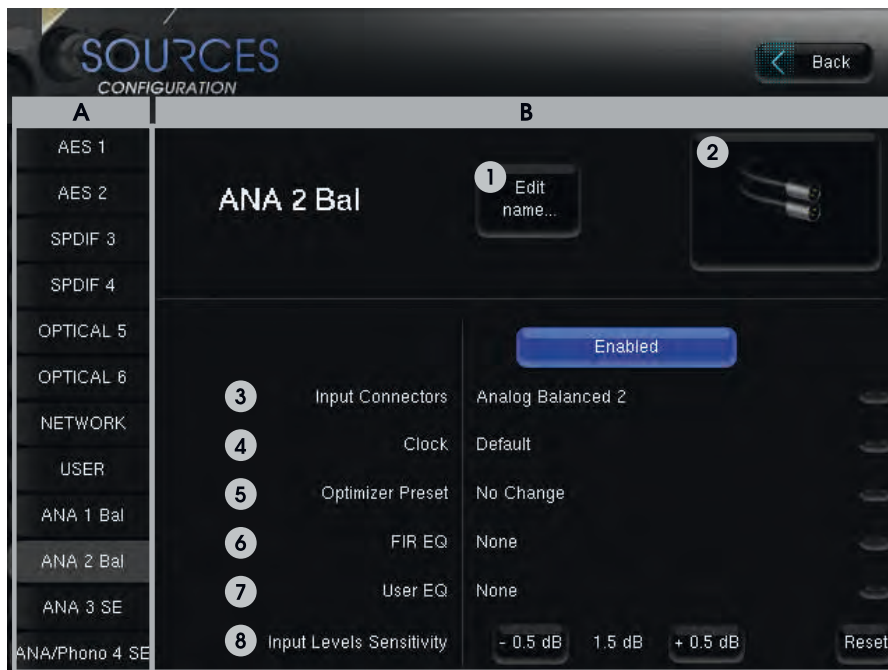 SOURCES
CONFIGURATION
Back
A
B
AES 1
AES 2
SPDIF 3
SPDIF 4
OPTICAL 5
OPTICAL 6
NETWORK
USER
ANA 1 Bal
ANA 2 Bal
ANA 3 SE
ANA/Phono 4 SE
ANA 2 Bal
1
Edit
name...
2
Enabled
3 Input Connectors Analog Balanced 2
4 Clock Default
5 Optimizer Preset No Change
6 FIR EQ None
7 User EQ None
8 Input Levels Sensitivity - 0.5 dB 1.5 dB + 0.5 dB Reset